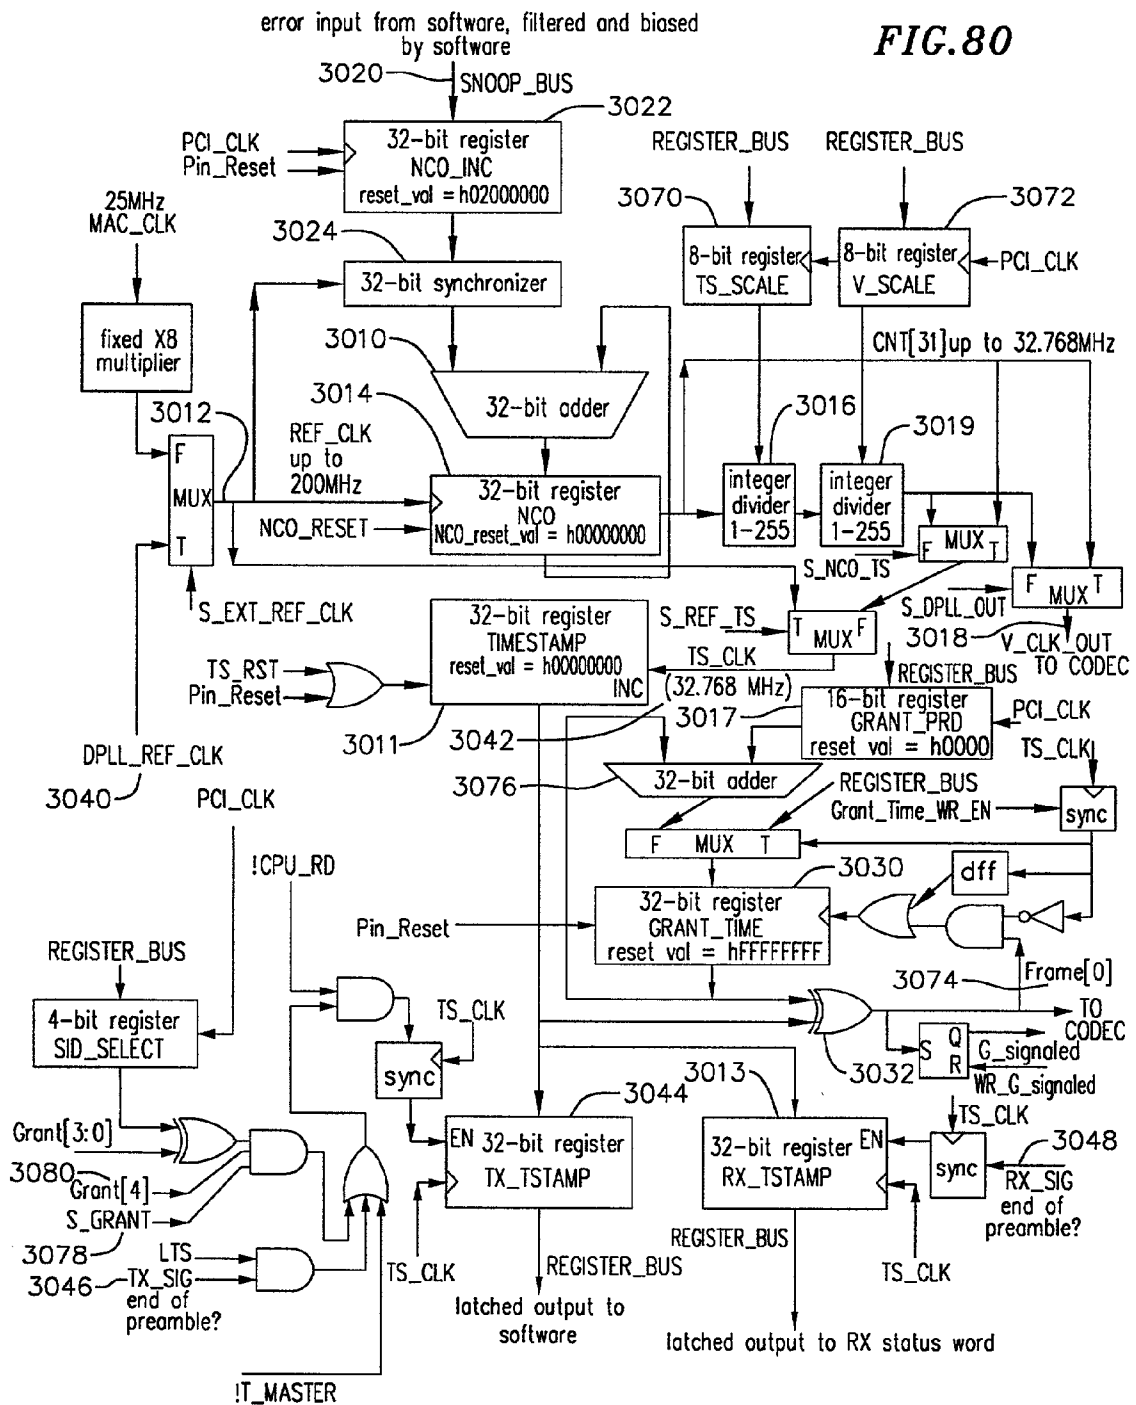 error input from software, filtered and biased
by software
FIG.80
3020
SNOOP_BUS
3022
PCI_CLK
Pin_Reset
32-bit register
NCO_INC
reset_val = h02000000
REGISTER_BUS
REGISTER_BUS
3070
3072
25MHz
MAC_CLK
3024
32-bit synchronizer
8-bit register
TS_SCALE
8-bit register
V_SCALE
PCI_CLK
fixed X8
multiplier
3010
32-bit adder
CNT[31]up to 32.768MHz
3012
3014
REF_CLK
up to
200MHz
3016
3019
F
MUX
T
32-bit register
NCO
NCO_reset_val = h00000000
NCO_RESET
integer
divider
1-255
integer
divider
1-255
F MUX T
S_NCO_TS
F MUX T
S_DPLL_OUT
S_EXT_REF_CLK
S_REF_TS
T MUX F
3018
V_CLK_OUT
TO CODEC
32-bit register
TIMESTAMP
reset_val = h00000000
INC
TS_CLK
(32.768 MHz)
TS_RST
Pin_Reset
REGISTER_BUS
3017
16-bit register
GRANT_PRD
reset val = h0000
PCI_CLK
3011
3042
TS_CLK
DPLL_REF_CLK
3040
3076
32-bit adder
REGISTER_BUS
Grant_Time_WR_EN
sync
PCI_CLK
F MUX T
!CPU_RD
3030
dff
Pin_Reset
32-bit register
GRANT_TIME
reset val = hFFFFFFFF
REGISTER_BUS
3074
Frame[0]
4-bit register
SID_SELECT
TS_CLK
TO
CODEC
sync
S Q
R
G_signaled
WR_G_signaled
3032
3013
3044
TS_CLK
Grant[3:0]
3080
Grant[4]
S_GRANT
3078
EN 32-bit register
TX_TSTAMP
32-bit register EN
RX_TSTAMP
sync
3048
RX_SIG
end of
preamble?
LTS
3046
TX_SIG
end of
preamble?
TS_CLK
REGISTER_BUS
REGISTER_BUS
TS_CLK
latched output to
software
latched output to RX status word
!T_MASTER